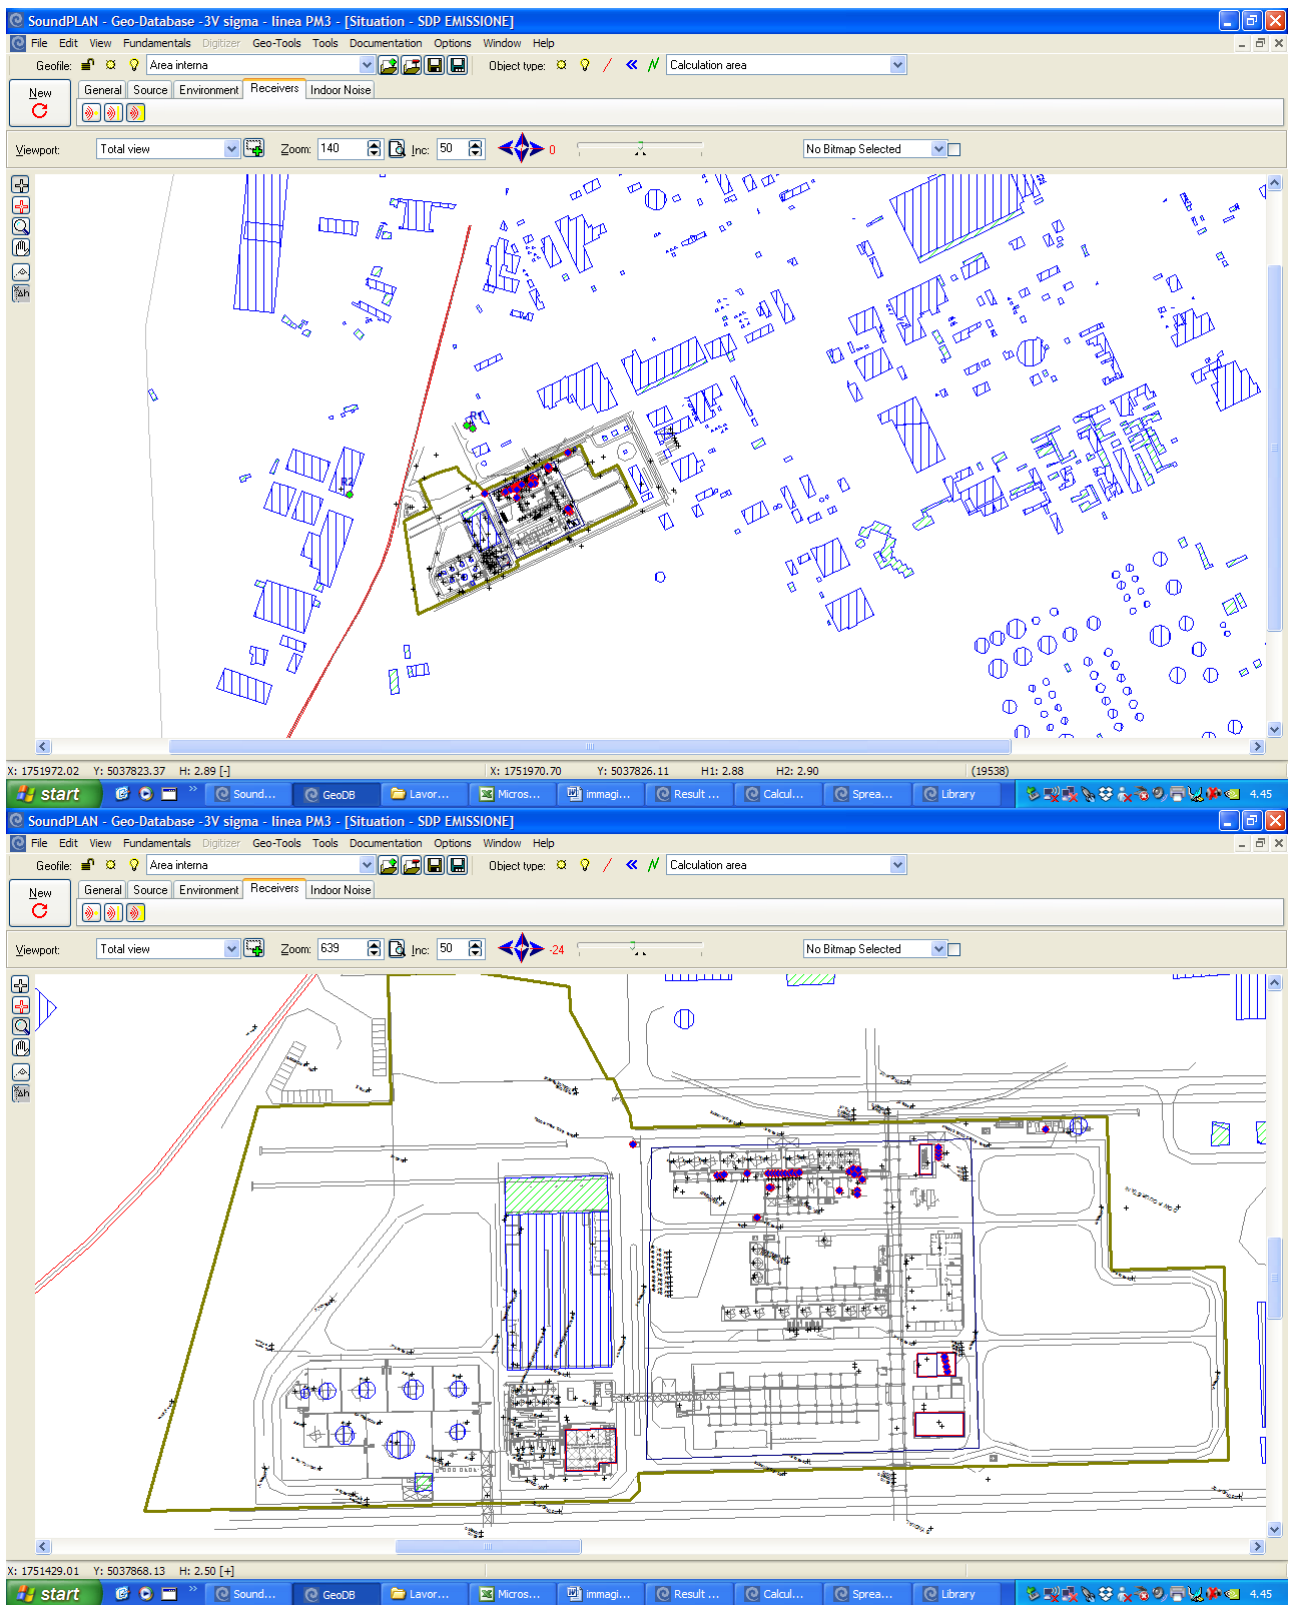 SoundPLAN - Geo-Database -3V sigma - linea PM3 - [Situation - SDP EMISSIONE]
File Edit View Fundamentals Digitizer Geo-Tools Tools Documentation Options Window Help
Geofile: Area interna Object type: Calculation area
New General Source Environment Receivers Indoor Noise
Viewport: Total view Zoom: 140 Inc: 50 0 No Bitmap Selected
R2
X: 1751972.02 Y: 5037823.37 H: 2.89 [-] X: 1751970.70 Y: 5037826.11 H1: 2.88 H2: 2.90 (19538)
start Sound... GeoDB Lavor... Micros... immagi... Result ... Calcul... Sprea... Library 4.45
SoundPLAN - Geo-Database -3V sigma - linea PM3 - [Situation - SDP EMISSIONE]
File Edit View Fundamentals Digitizer Geo-Tools Tools Documentation Options Window Help
Geofile: Area interna Object type: Calculation area
New General Source Environment Receivers Indoor Noise
Viewport: Total view Zoom: 639 Inc: 50 -24 No Bitmap Selected
X: 1751429.01 Y: 5037868.13 H: 2.50 [+]
start Sound... GeoDB Lavor... Micros... immagi... Result ... Calcul... Sprea... Library 4.45